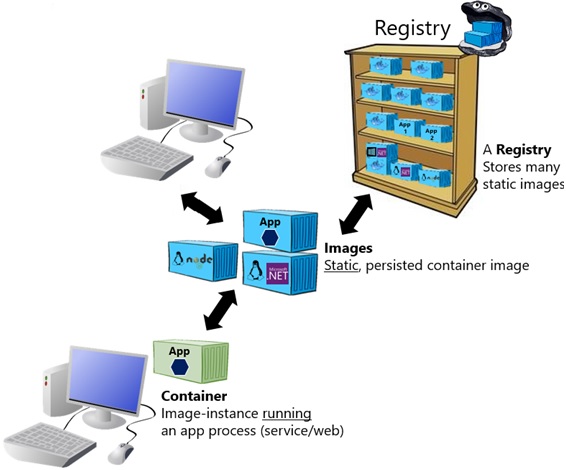 Registry
App
1
App
2
A Registry
Stores many
static images
node
App
Images
Static, persisted container image
node
Microsoft
.NET
App
Container
Image-instance running
an app process (service/web)